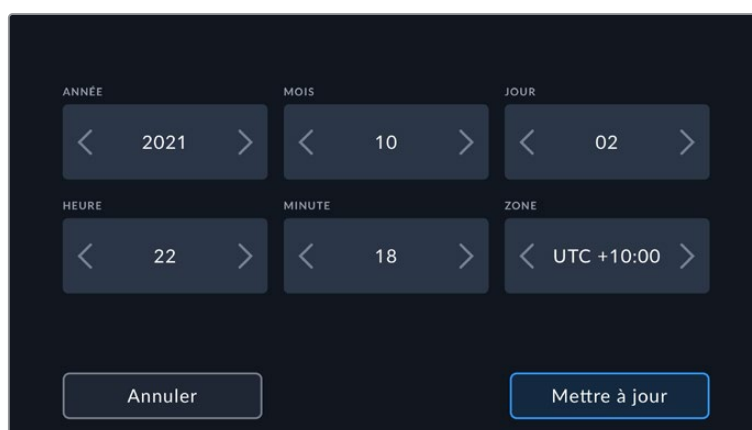 ANNÉE MOIS JOUR
2021 10 02
HEURE MINUTE ZONE
22 18 UTC +10:00
Annuler Mettre à jour